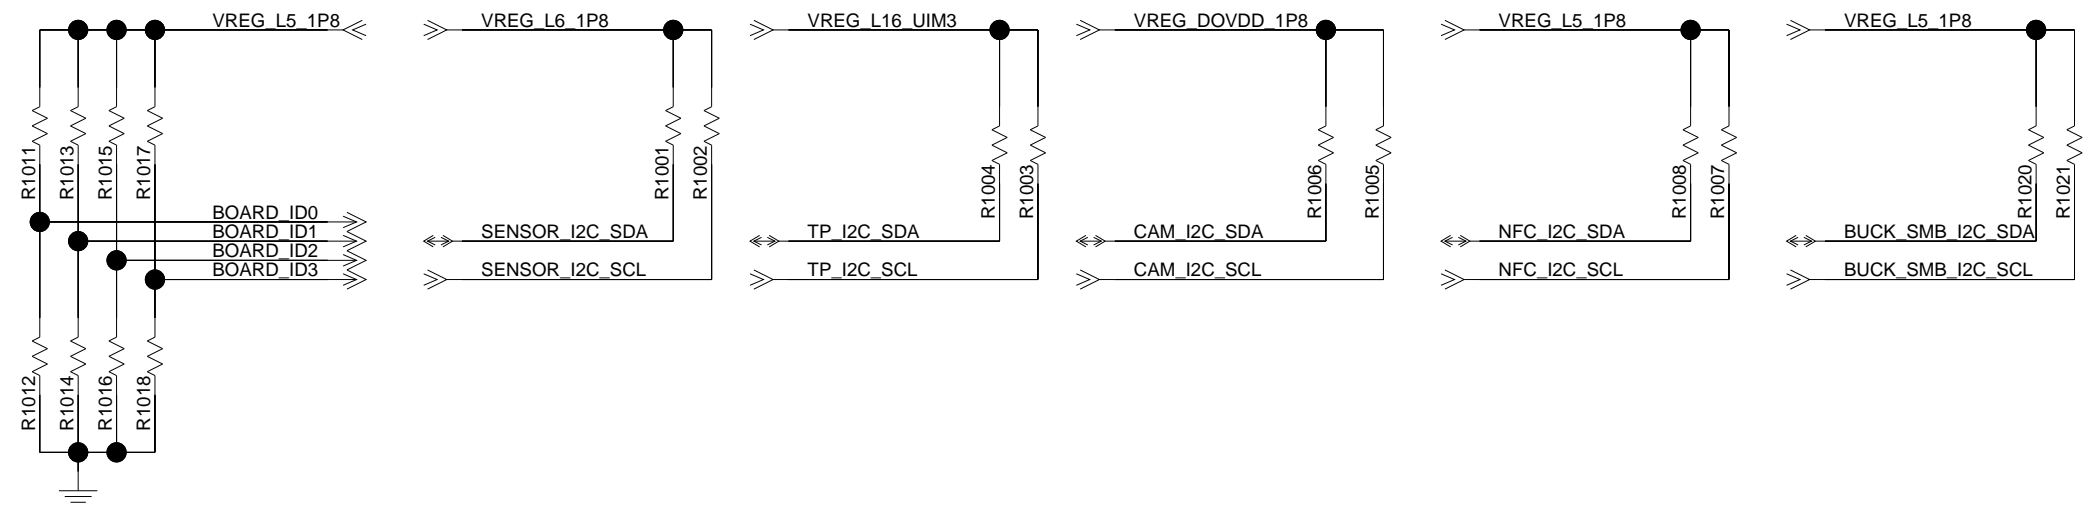 VREG_L5_1P8
VREG_L6_1P8
VREG_L16_UIM3
VREG_DOVDD_1P8
VREG_L5_1P8
VREG_L5_1P8
R1011
R1013
R1015
R1017
R1001
R1002
R1004
R1003
R1006
R1005
R1008
R1007
R1020
R1021
BOARD_ID0
BOARD_ID1
BOARD_ID2
BOARD_ID3
SENSOR_I2C_SDA
SENSOR_I2C_SCL
TP_I2C_SDA
TP_I2C_SCL
CAM_I2C_SDA
CAM_I2C_SCL
NFC_I2C_SDA
NFC_I2C_SCL
BUCK_SMB_I2C_SDA
BUCK_SMB_I2C_SCL
R1012
R1014
R1016
R1018